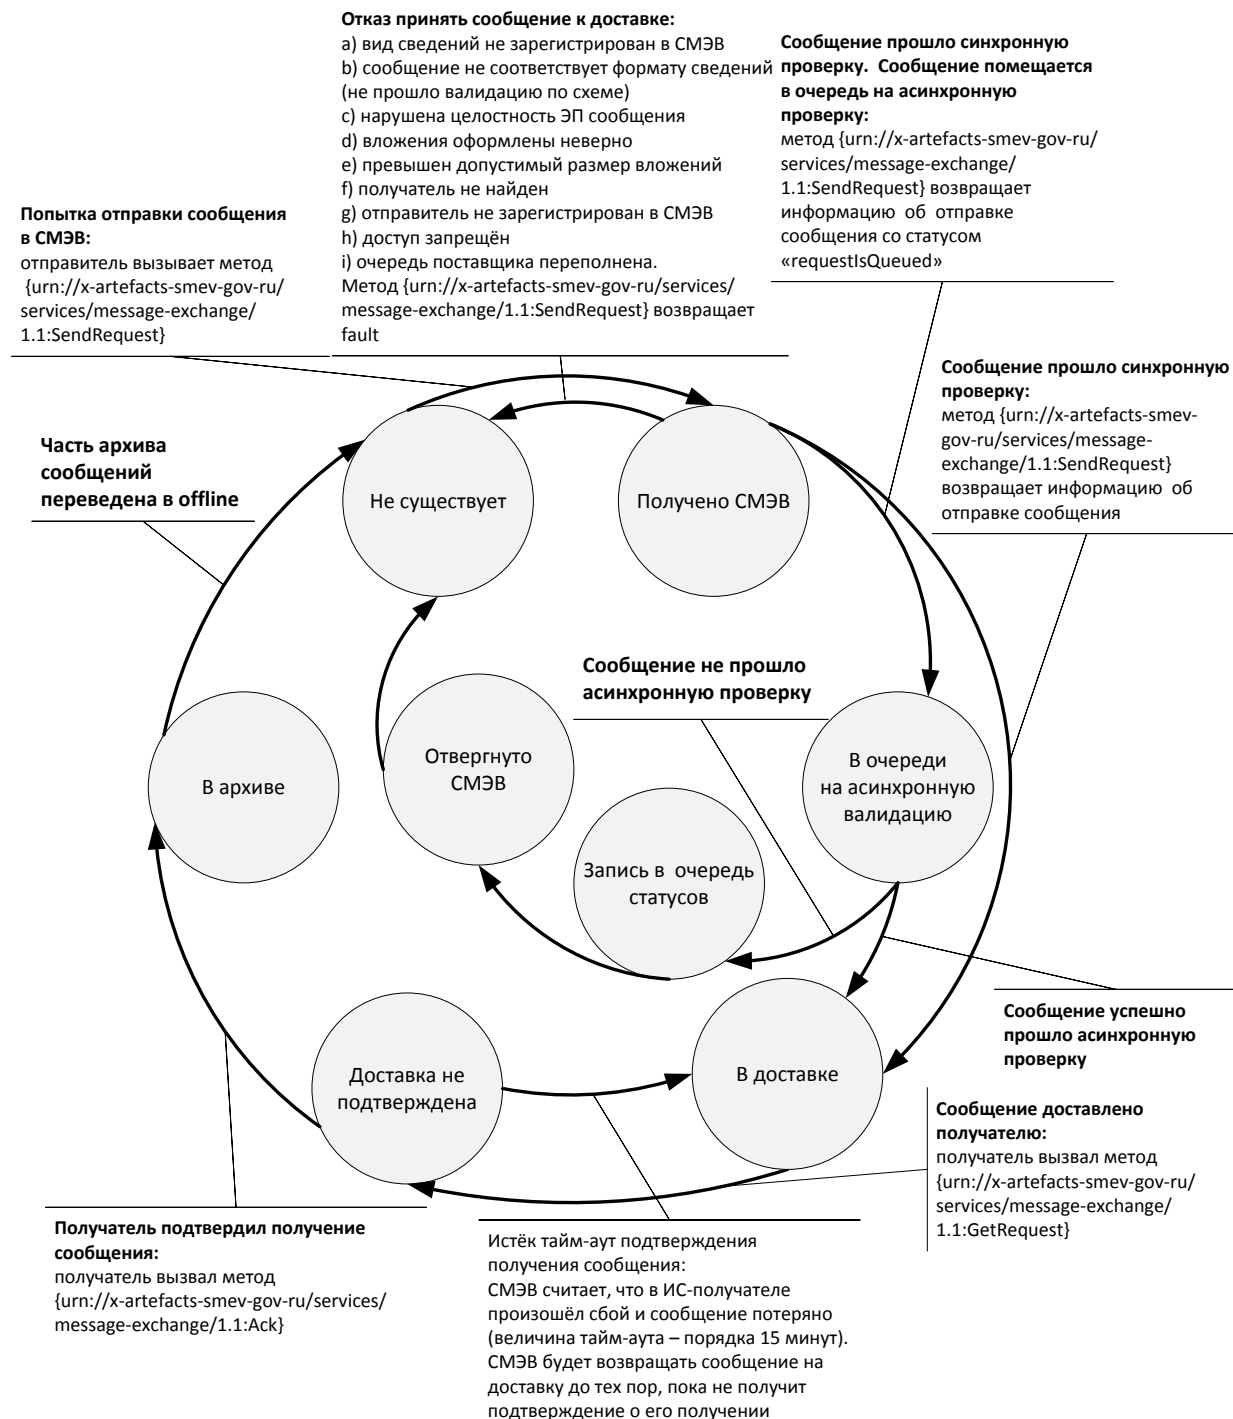 Отказ принять сообщение к доставке:
a) вид сведений не зарегистрирован в СМЭВ
b) сообщение не соответствует формату сведений
(не прошло валидацию по схеме)
c) нарушена целостность ЭП сообщения
d) вложения оформлены неверно
e) превышен допустимый размер вложений
f) получатель не найден
g) отправитель не зарегистрирован в СМЭВ
h) доступ запрещён
i) очередь поставщика переполнена.
Метод {urn://x-artefacts-smev-gov-ru/services/
message-exchange/1.1:SendRequest} возвращает
fault
Сообщение прошло синхронную
проверку.  Сообщение помещается
в очередь на асинхронную
проверку:
метод {urn://x-artefacts-smev-gov-ru/
services/message-exchange/
1.1:SendRequest} возвращает
информацию  об  отправке
сообщения со статусом
«requestIsQueued»
Попытка отправки сообщения
в СМЭВ:
отправитель вызывает метод
{urn://x-artefacts-smev-gov-ru/
services/message-exchange/
1.1:SendRequest}
Сообщение прошло синхронную
проверку:
метод {urn://x-artefacts-smev-
gov-ru/services/message-
exchange/1.1:SendRequest}
возвращает информацию  об
отправке сообщения
Часть архива
сообщений
переведена в offline
Не существует
Получено СМЭВ
Сообщение не прошло
асинхронную проверку
В архиве
Отвергнуто
СМЭВ
В очереди
на асинхронную
валидацию
Запись в  очередь
статусов
Сообщение успешно
прошло асинхронную
проверку
Доставка не
подтверждена
В доставке
Сообщение доставлено
получателю:
получатель вызвал метод
{urn://x-artefacts-smev-gov-ru/
services/message-exchange/
1.1:GetRequest}
Получатель подтвердил получение
сообщения:
получатель вызвал метод
{urn://x-artefacts-smev-gov-ru/services/
message-exchange/1.1:Ack}
Истёк тайм-аут подтверждения
получения сообщения:
СМЭВ считает, что в ИС-получателе
произошёл сбой и сообщение потеряно
(величина тайм-аута – порядка 15 минут).
СМЭВ будет возвращать сообщение на
доставку до тех пор, пока не получит
подтверждение о его получении